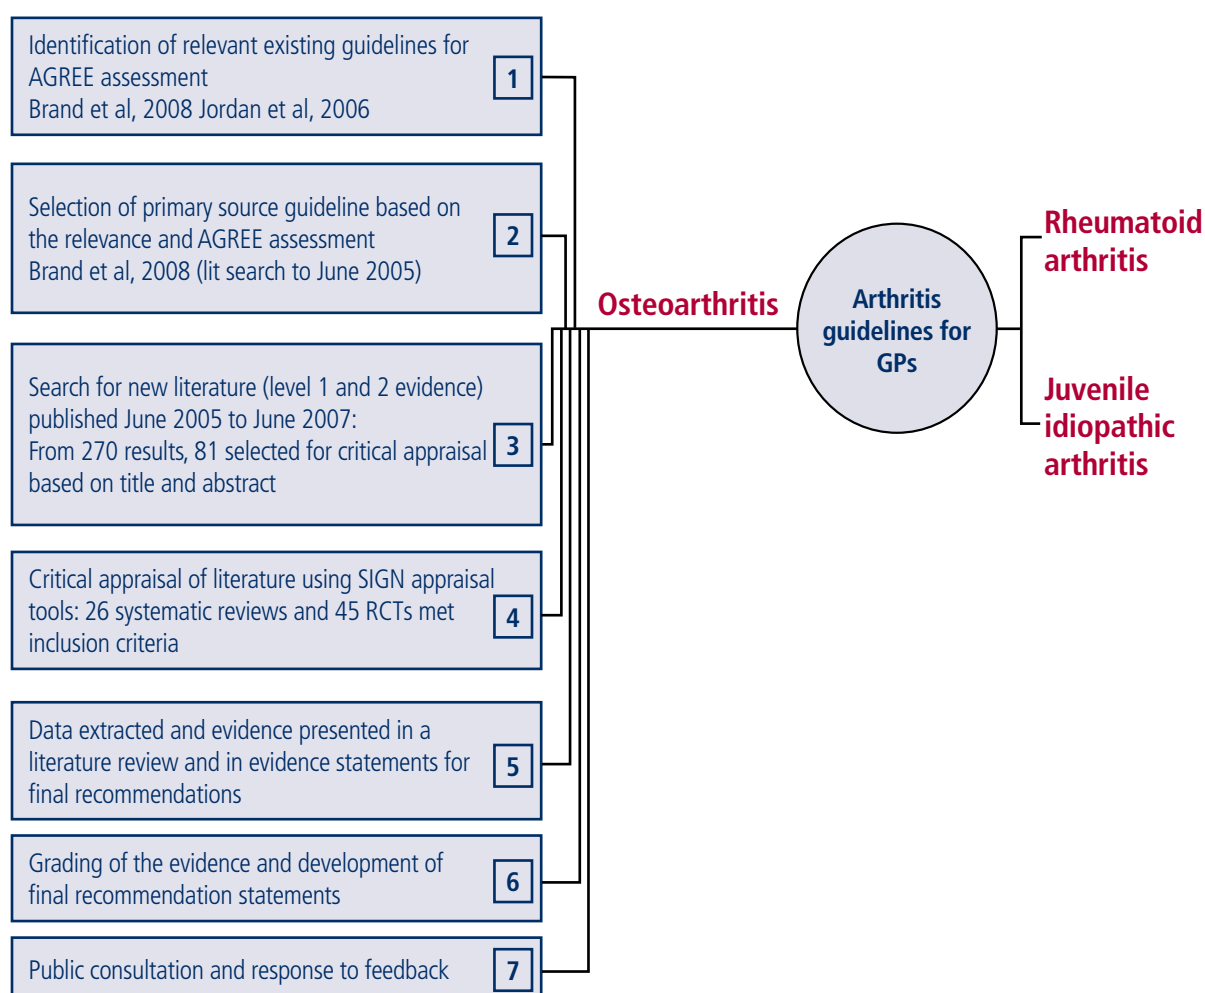 Identification of relevant existing guidelines for
AGREE assessment
Brand et al, 2008 Jordan et al, 2006
1
Selection of primary source guideline based on
the relevance and AGREE assessment
Brand et al, 2008 (lit search to June 2005)
2
Search for new literature (level 1 and 2 evidence)
published June 2005 to June 2007:
From 270 results, 81 selected for critical appraisal
based on title and abstract
3
Critical appraisal of literature using SIGN appraisal
tools: 26 systematic reviews and 45 RCTs met
inclusion criteria
4
Data extracted and evidence presented in a
literature review and in evidence statements for
final recommendations
5
Grading of the evidence and development of
final recommendation statements
6
Public consultation and response to feedback
7
Osteoarthritis
Arthritis
guidelines for
GPs
Rheumatoid
arthritis
Juvenile
idiopathic
arthritis